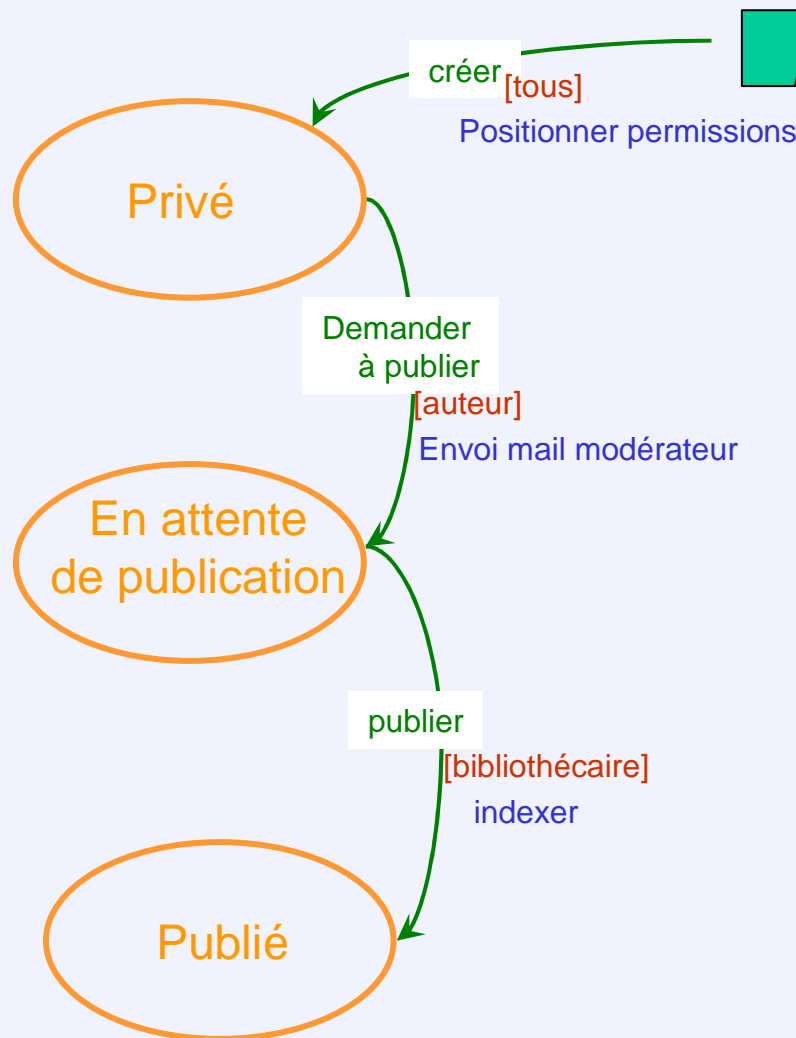 créer
[tous]
Positionner permissions
Privé
Demander
à publier
[auteur]
Envoi mail modérateur
En attente
de publication
publier
[bibliothécaire]
indexer
Publié